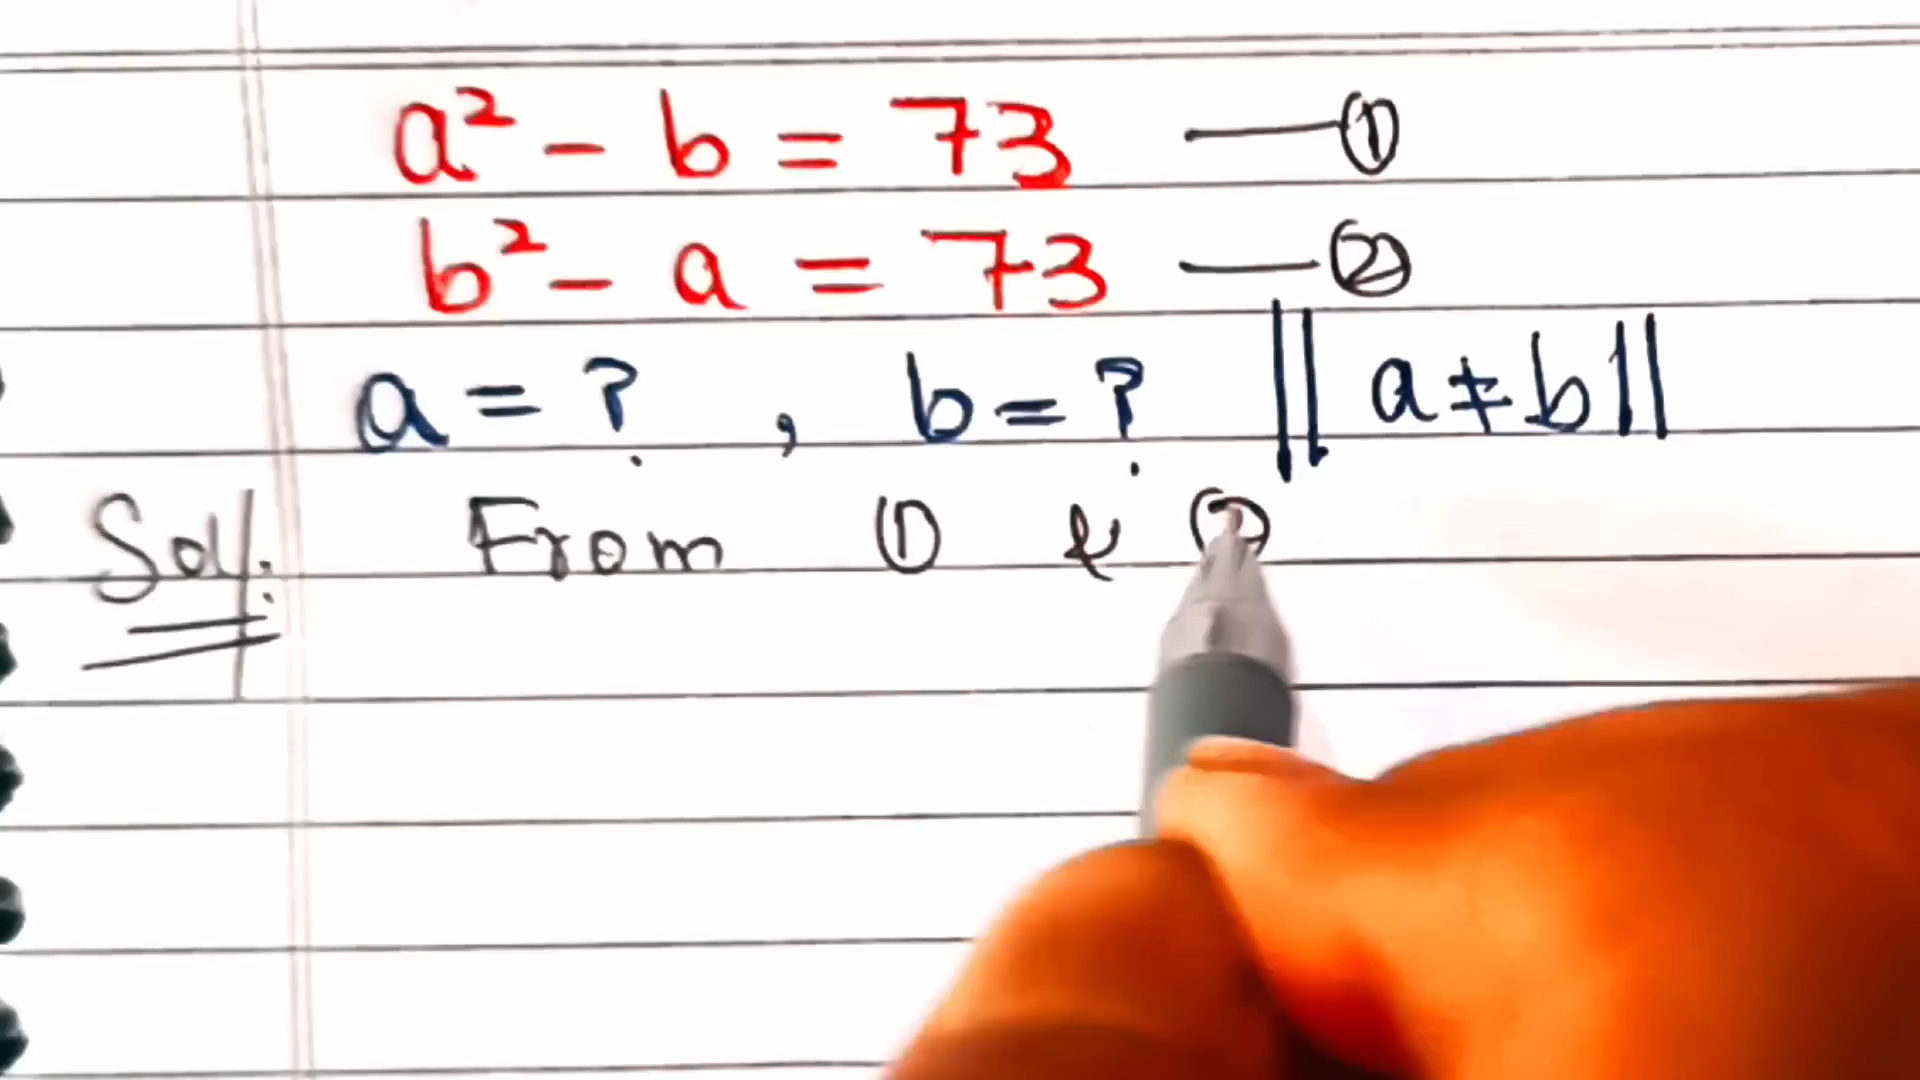 a² - b = 73 —①
b² - a = 73 —②
a = ? , b = ? || a ≠ b ||
Sol: From ① & ②